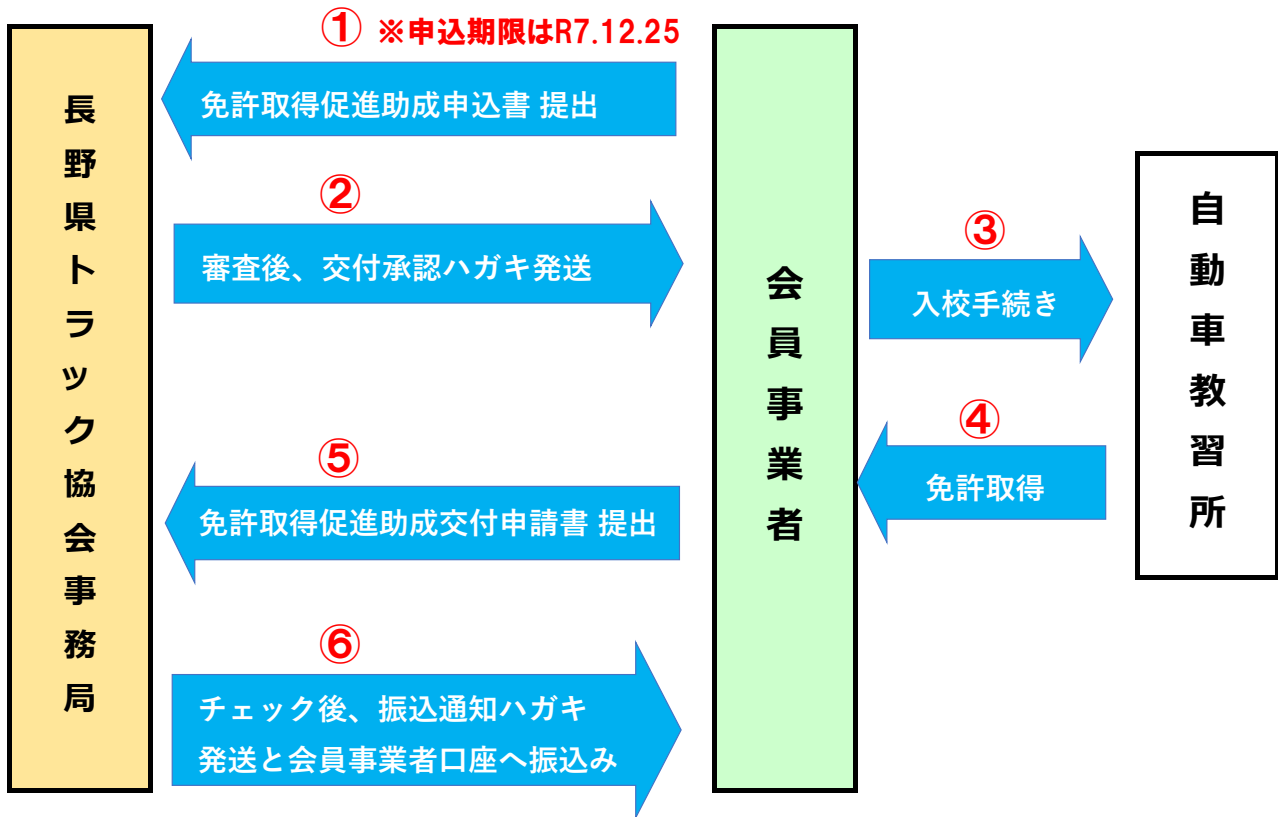 ① ※申込期限はR7.12.25
免許取得促進助成申込書 提出
②
審査後、交付承認ハガキ発送
③
入校手続き
④
免許取得
⑤
免許取得促進助成交付申請書 提出
⑥
チェック後、振込通知ハガキ
発送と会員事業者口座へ振込み
長野県トラック協会事務局
会員事業者
自動車教習所